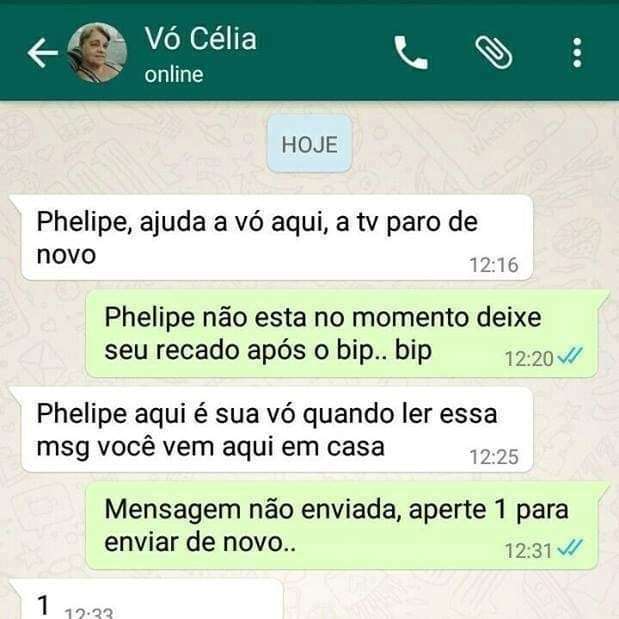 Vó Célia
online
HOJE
Phelipe, ajuda a vó aqui, a tv paro de
novo
12:16
Phelipe não esta no momento deixe
seu recado após o bip.. bip
12:20
Phelipe aqui é sua vó quando ler essa
msg você vem aqui em casa
12:25
Mensagem não enviada, aperte 1 para
enviar de novo..
12:31
1
12:33